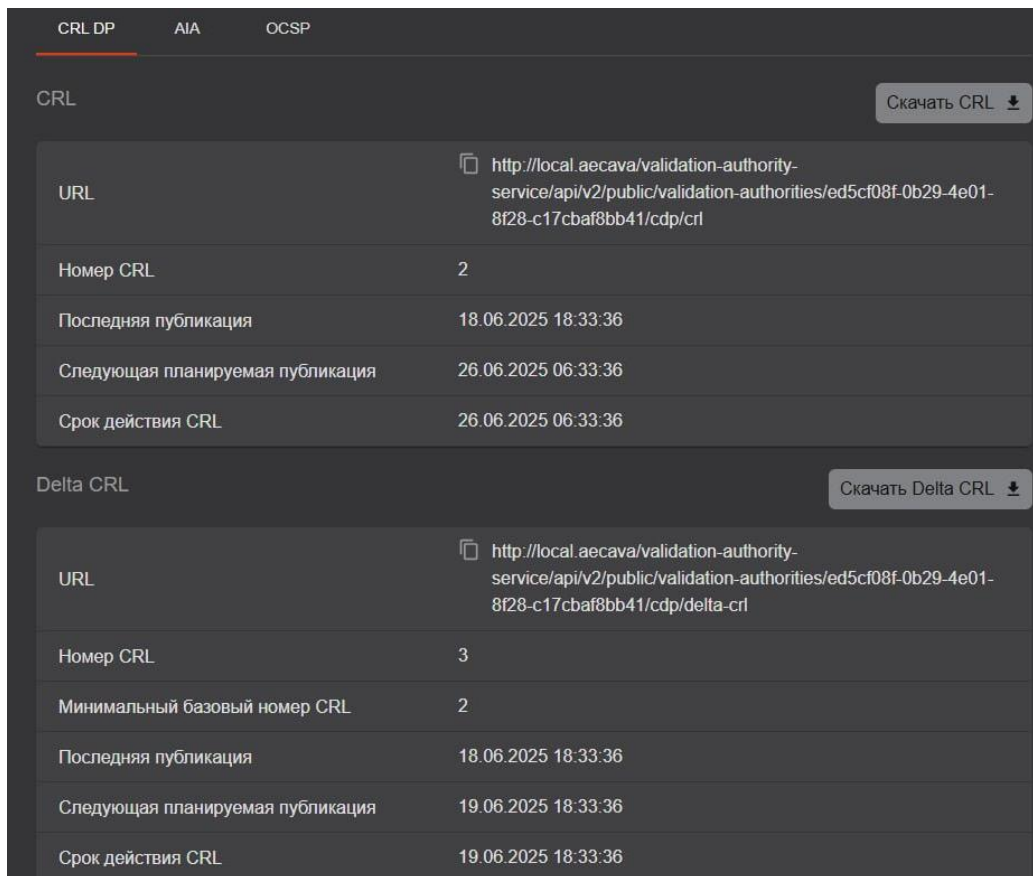 CRL DP AIA OCSP
CRL
Скачать CRL
URL
http://local.aecava/validation-authority-
service/api/v2/public/validation-authorities/ed5cf08f-0b29-4e01-
8f28-c17cbaf8bb41/cdp/crl
Номер CRL 2
Последняя публикация 18.06.2025 18:33:36
Следующая планируемая публикация 26.06.2025 06:33:36
Срок действия CRL 26.06.2025 06:33:36
Delta CRL
Скачать Delta CRL
URL
http://local.aecava/validation-authority-
service/api/v2/public/validation-authorities/ed5cf08f-0b29-4e01-
8f28-c17cbaf8bb41/cdp/delta-crl
Номер CRL 3
Минимальный базовый номер CRL 2
Последняя публикация 18.06.2025 18:33:36
Следующая планируемая публикация 19.06.2025 18:33:36
Срок действия CRL 19.06.2025 18:33:36